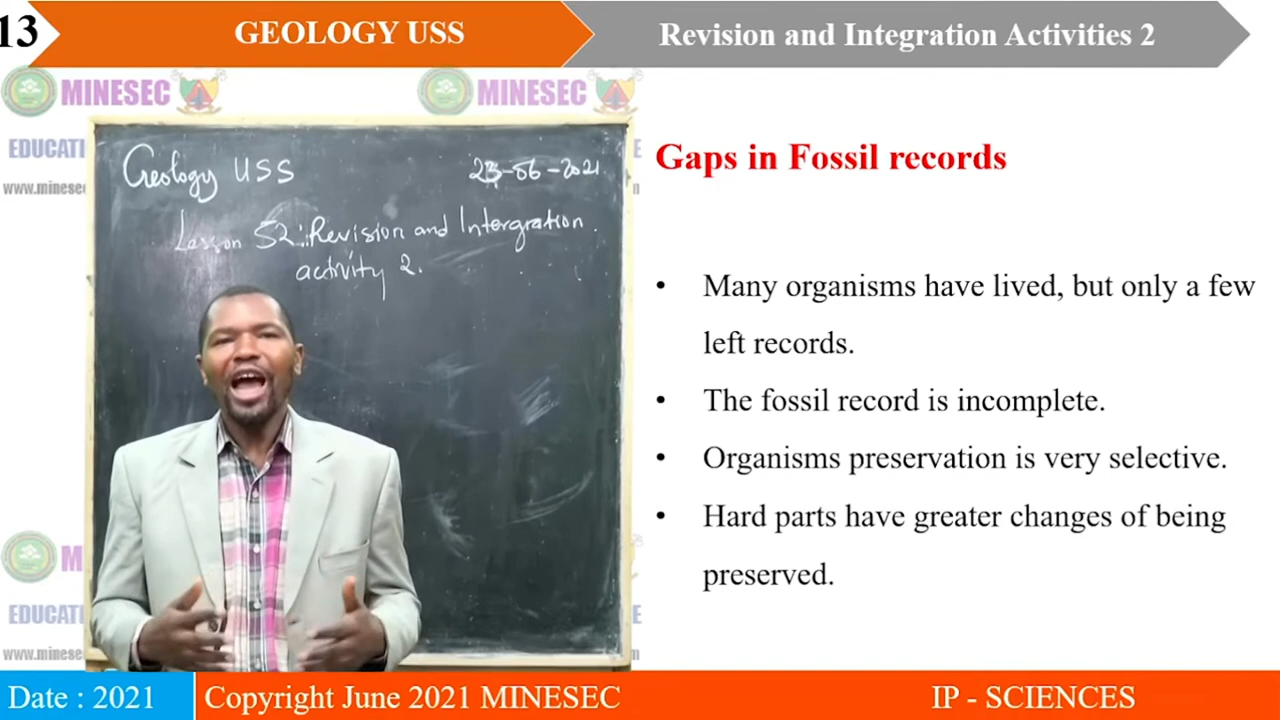 13
GEOLOGY USS
Revision and Integration Activities 2
MINESEC
MINESEC
EDUCATI
www.minesec
Geology USS
23-06-2021
Lesson 52: Revision and Intergration
activity 2.
Gaps in Fossil records
• Many organisms have lived, but only a few
left records.
• The fossil record is incomplete.
• Organisms preservation is very selective.
• Hard parts have greater changes of being
preserved.
M
EDUCATI
www.minese
Date : 2021
Copyright June 2021 MINESEC
IP - SCIENCES